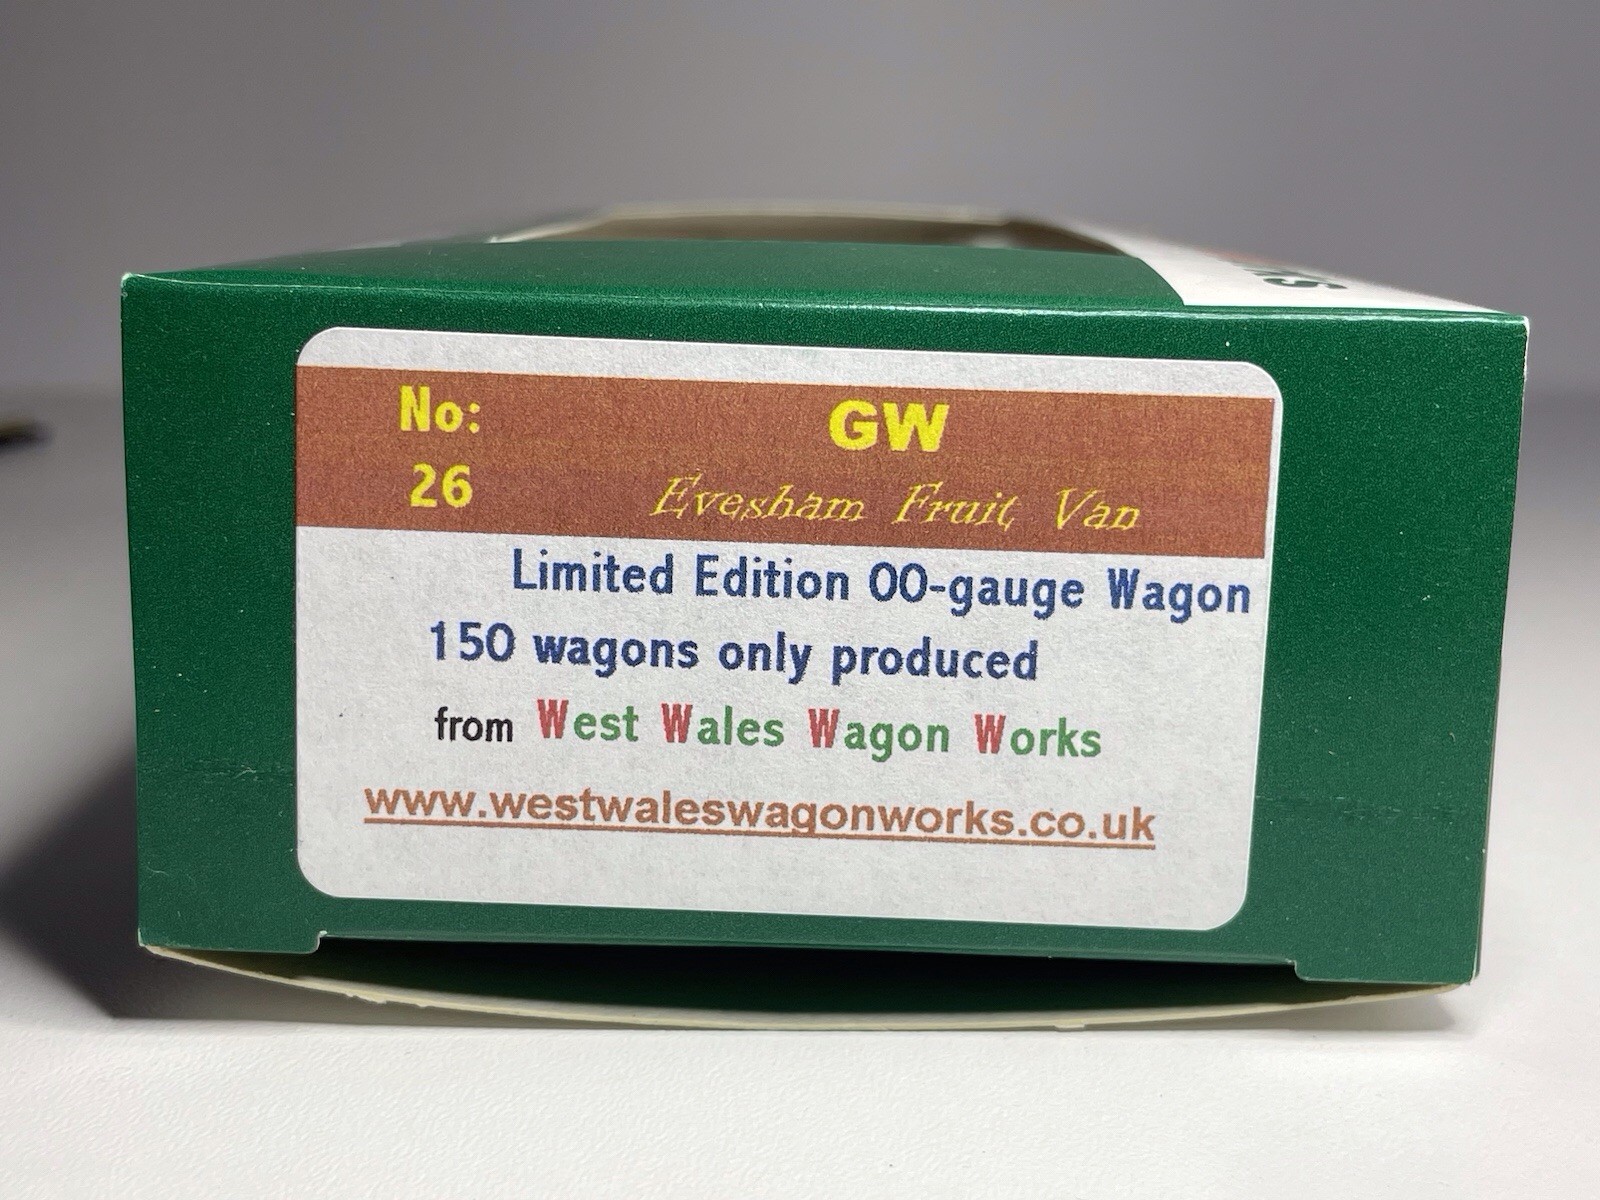 No: GW
26 Evesham Fruit Van
Limited Edition OO-gauge Wagon
150 wagons only produced
from West Wales Wagon Works
www.westwaleswagonworks.co.uk